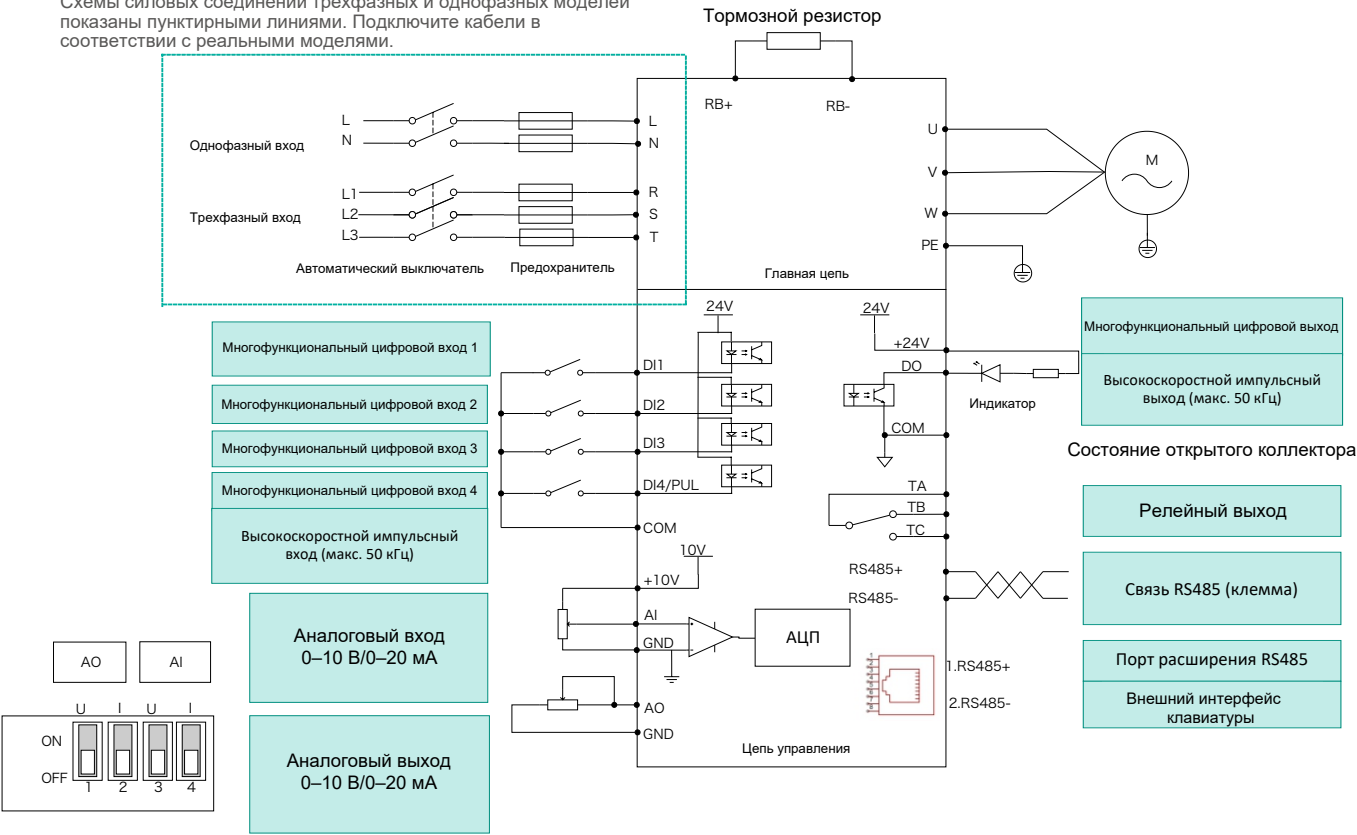 Схемы силовых соединений трехфазных и однофазных моделей
показаны пунктирными линиями. Подключите кабели в
соответствии с реальными моделями.
Тормозной резистор
RB+
RB-
Однофазный вход
L
N
L
N
Трехфазный вход
L1
L2
L3
R
S
T
Автоматический выключатель
Предохранитель
U
V
W
PE
M
Главная цепь
Многофункциональный цифровой вход 1
Многофункциональный цифровой вход 2
Многофункциональный цифровой вход 3
Многофункциональный цифровой вход 4
Высокоскоростной импульсный
вход (макс. 50 кГц)
24V
DI1
DI2
DI3
DI4/PUL
COM
24V
+24V
DO
COM
Индикатор
Многофункциональный цифровой выход
Высокоскоростной импульсный
выход (макс. 50 кГц)
Состояние открытого коллектора
TA
TB
TC
Релейный выход
RS485+
RS485-
Связь RS485 (клемма)
10V
+10V
AI
GND
АЦП
Аналоговый вход
0–10 В/0–20 мА
1.RS485+
2.RS485-
Порт расширения RS485
Внешний интерфейс
клавиатуры
AO
GND
Цепь управления
Аналоговый выход
0–10 В/0–20 мА
AO
AI
U
I
U
I
ON
OFF
1
2
3
4